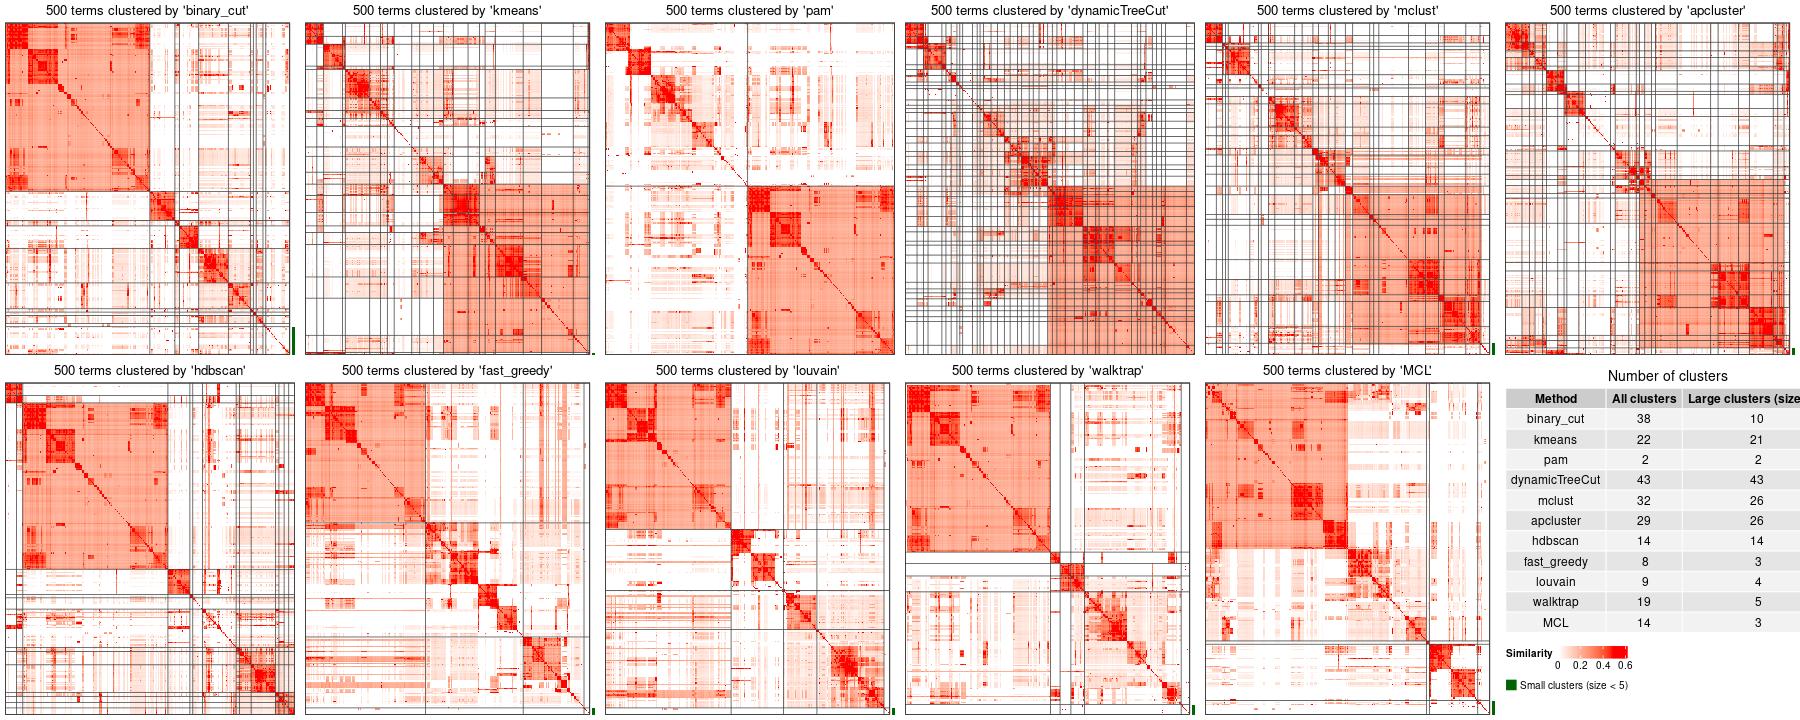 500 terms clustered by 'binary_cut'
500 terms clustered by 'kmeans'
500 terms clustered by 'pam'
500 terms clustered by 'dynamicTreeCut'
500 terms clustered by 'mclust'
500 terms clustered by 'apcluster'
500 terms clustered by 'hdbscan'
500 terms clustered by 'fast_greedy'
500 terms clustered by 'louvain'
500 terms clustered by 'walktrap'
500 terms clustered by 'MCL'
Number of clusters
Method All clusters Large clusters (size
binary_cut 38 10
kmeans 22 21
pam 2 2
dynamicTreeCut 43 43
mclust 32 26
apcluster 29 26
hdbscan 14 14
fast_greedy 8 3
louvain 9 4
walktrap 19 5
MCL 14 3
Similarity
0 0.2 0.4 0.6
Small clusters (size < 5)